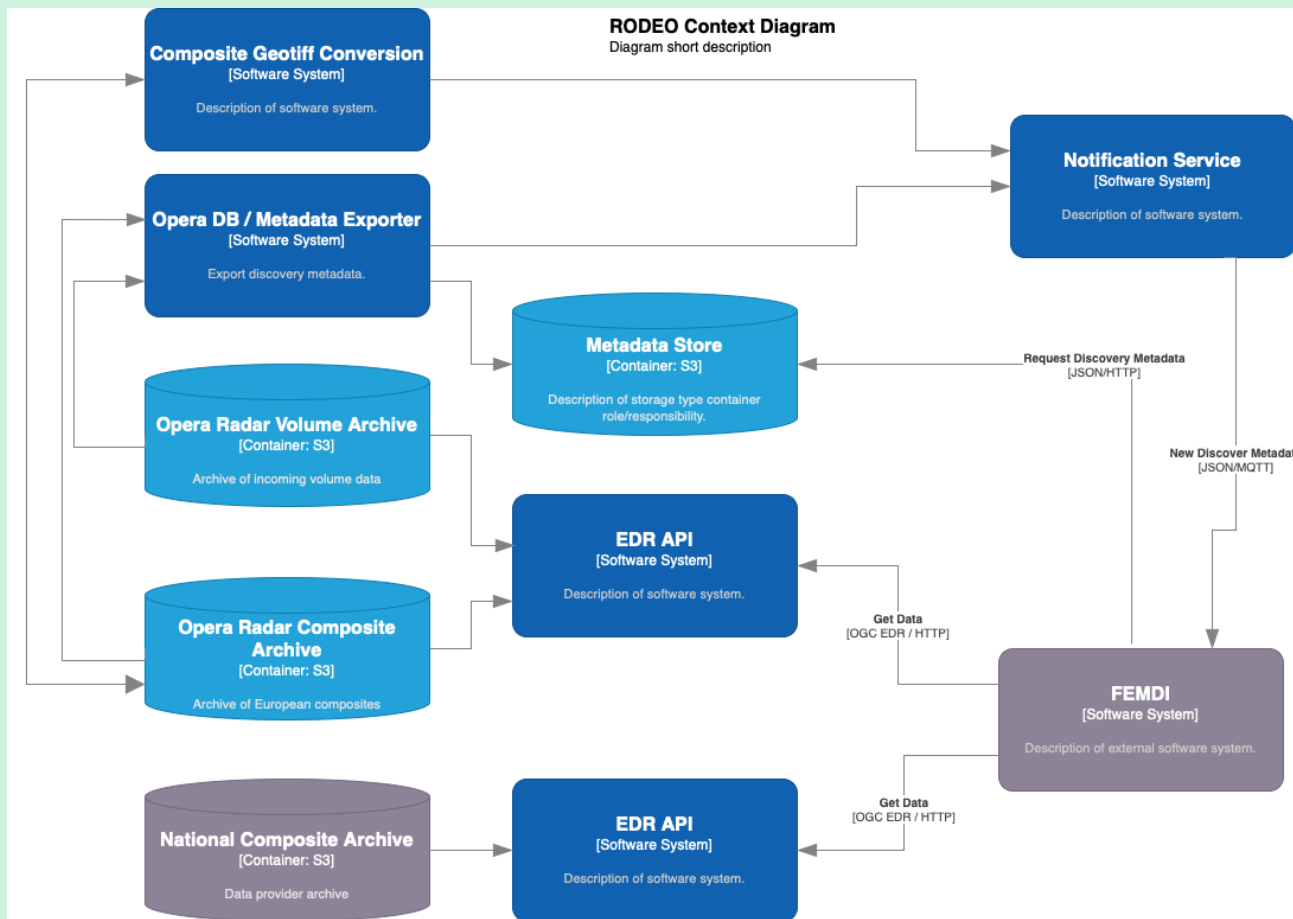 RODEO Context Diagram
Diagram short description
Composite Geotiff Conversion
[Software System]
Description of software system.
Notification Service
[Software System]
Description of software system.
Opera DB / Metadata Exporter
[Software System]
Export discovery metadata.
Metadata Store
[Container: S3]
Description of storage type container
role/responsibility.
Request Discovery Metadata
[JSON/HTTP]
Opera Radar Volume Archive
[Container: S3]
Archive of incoming volume data
New Discover Metadat
[JSON/MQTT]
EDR API
[Software System]
Description of software system.
Opera Radar Composite
Archive
[Container: S3]
Archive of European composites
Get Data
[OGC EDR / HTTP]
FEMDI
[Software System]
Description of external software system.
National Composite Archive
[Container: S3]
Data provider archive
EDR API
[Software System]
Description of software system.
Get Data
[OGC EDR / HTTP]